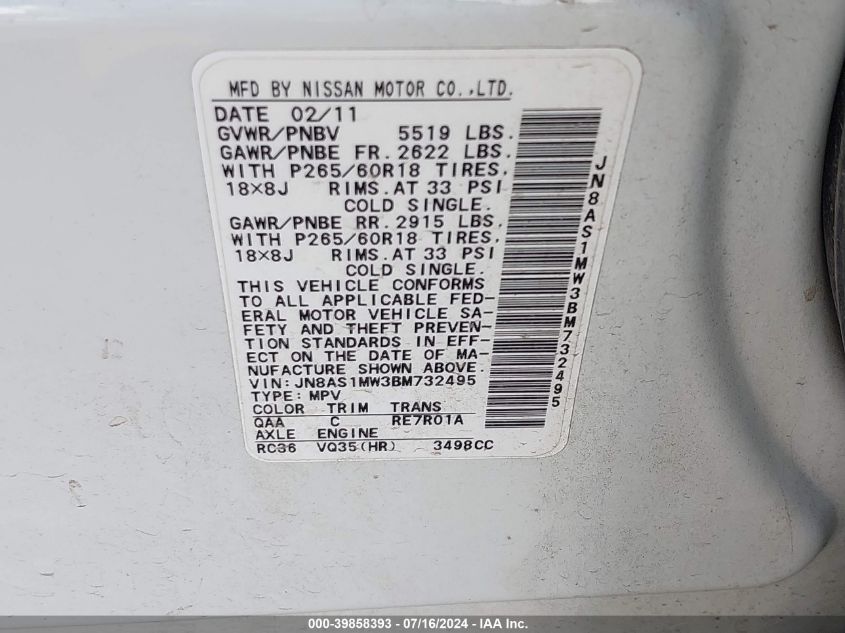 MFD BY NISSAN MOTOR CO.,LTD.
DATE 02/11
GVWR/PNBV 5519 LBS.
GAWR/PNBE FR. 2622 LBS.
WITH P265/60R18 TIRES,
18×8J RIMS.AT 33 PSI
COLD SINGLE.
GAWR/PNBE RR. 2915 LBS.
WITH P265/60R18 TIRES,
18×8J RIMS.AT 33 PSI
COLD SINGLE.
THIS VEHICLE CONFORMS
TO ALL APPLICABLE FED-
ERAL MOTOR VEHICLE SA-
FETY AND THEFT PREVEN-
TION STANDARDS IN EFF-
ECT ON THE DATE OF MA-
NUFACTURE SHOWN ABOVE.
VIN:JN8AS1MW3BM732495
TYPE: MPV
COLOR TRIM TRANS
QAA C RE7R01A
AXLE ENGINE
RC36 VQ35(HR) 3498CC
JN8AS1MW3BM732495
000-39858393 - 07/16/2024 - IAA Inc.